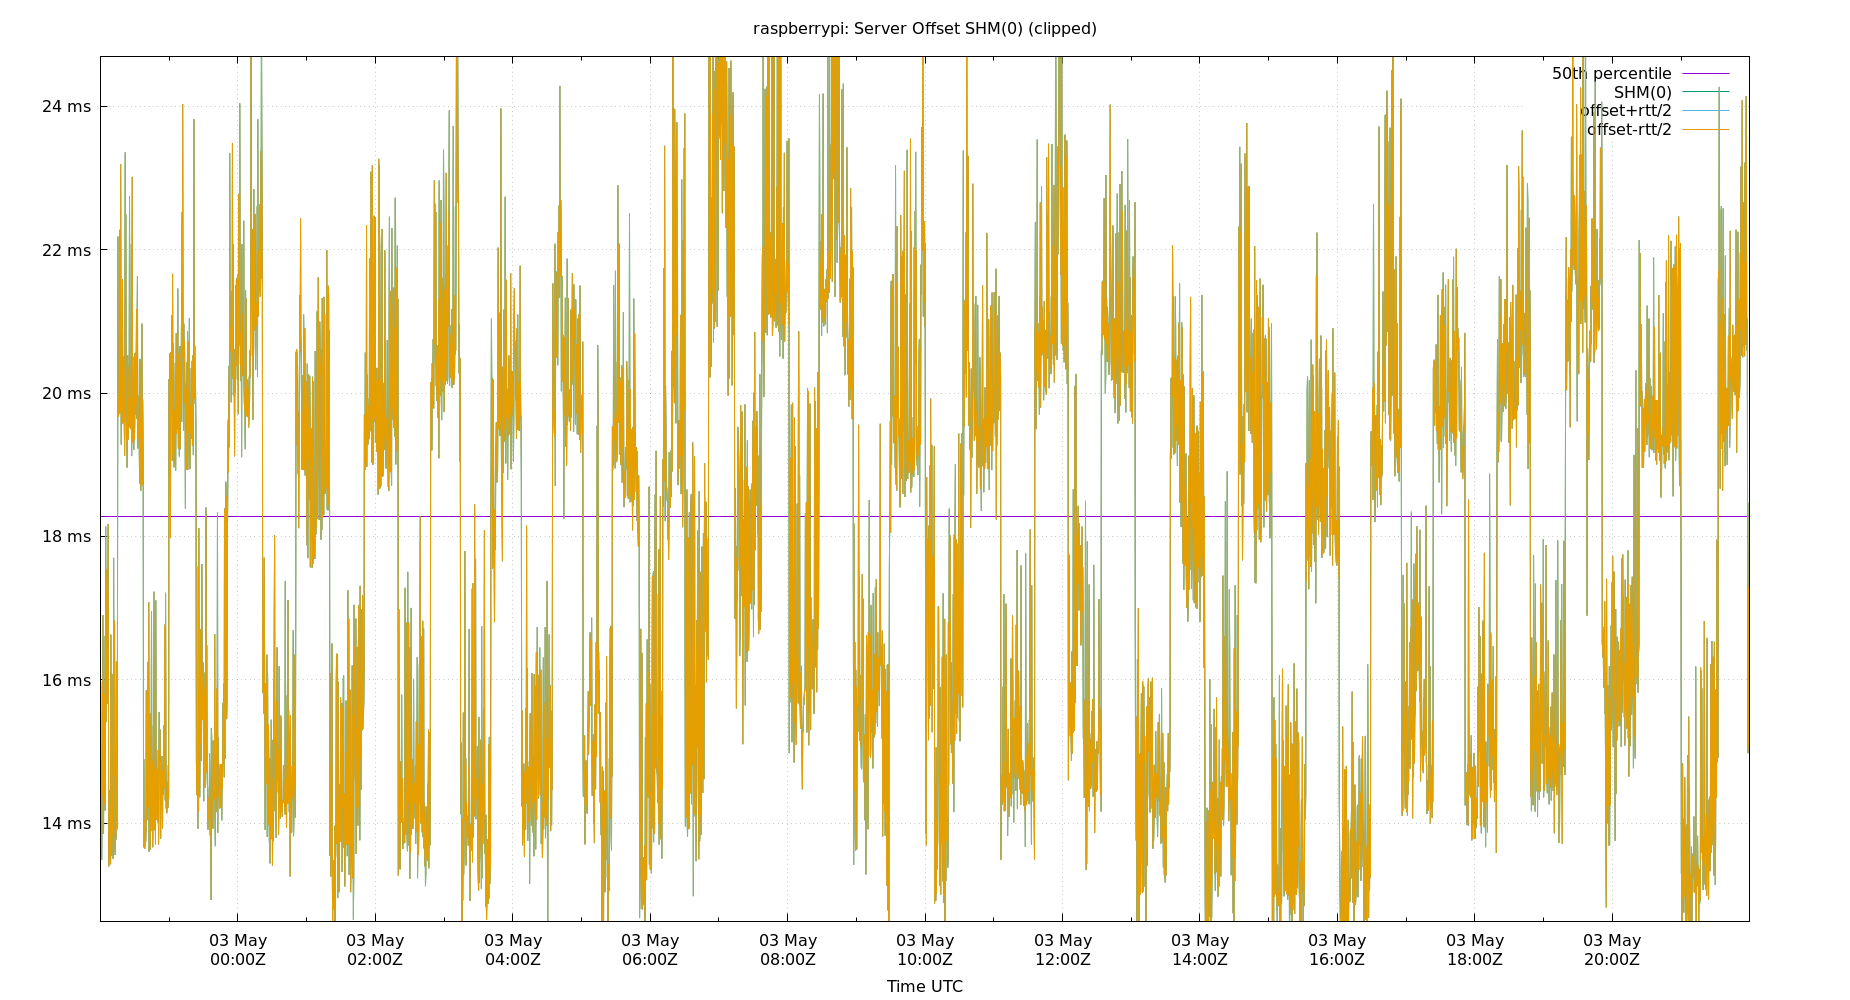 raspberrypi: Server Offset SHM(0) (clipped)
50th percentile
SHM(0)
offset+rtt/2
offset-rtt/2
24 ms
22 ms
20 ms
18 ms
16 ms
14 ms
03 May 03 May 03 May 03 May 03 May 03 May 03 May 03 May 03 May 03 May 03 May
00:00Z 02:00Z 04:00Z 06:00Z 08:00Z 10:00Z 12:00Z 14:00Z 16:00Z 18:00Z 20:00Z
Time UTC